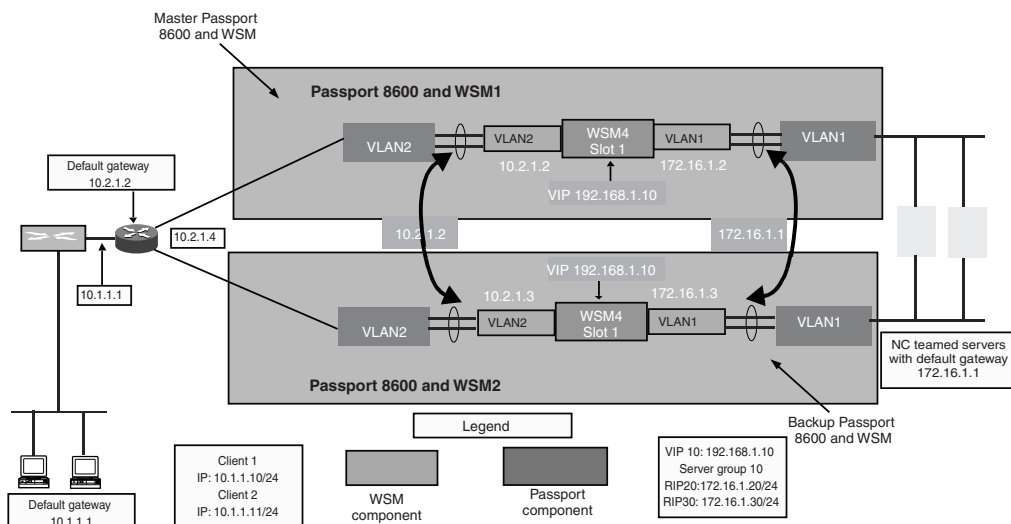 Master Passport
8600 and WSM
Passport 8600 and WSM1
VLAN2
VLAN2
WSM4
Slot 1
VLAN1
VLAN1
10.2.1.2
172.16.1.2
VIP 192.168.1.10
Default gateway
10.2.1.2
10.2.1.4
10.1.1.1
10.2.1.2
172.16.1.1
VIP 192.168.1.10
10.2.1.3
172.16.1.3
VLAN2
VLAN2
WSM4
Slot 1
VLAN1
VLAN1
Passport 8600 and WSM2
NC teamed servers
with default gateway
172.16.1.1
Backup Passport
8600 and WSM
Legend
WSM
component
Passport
component
Client 1
IP: 10.1.1.10/24
Client 2
IP: 10.1.1.11/24
VIP 10: 192.168.1.10
Server group 10
RIP20:172.16.1.20/24
RIP30: 172.16.1.30/24
Default gateway
10.1.1.1